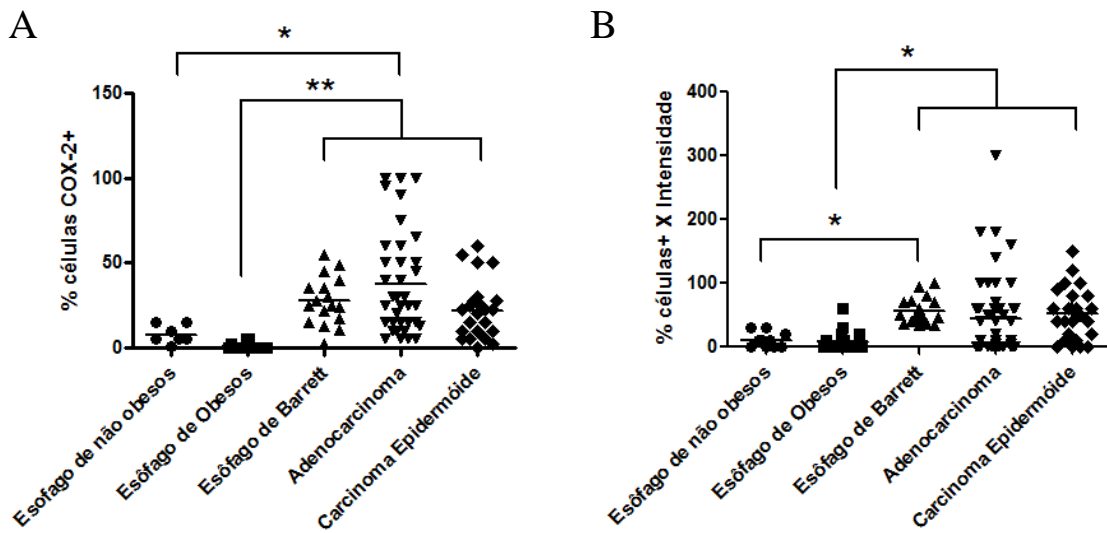 A
B
*
**
% células COX-2+
150
100
50
0
Esofago de não obesos
Esôfago de Obesos
Esôfago de Barrett
Adenocarcinoma
Carcinoma Epidermóide
*
*
% células+ X Intensidade
400
300
200
100
0
Esôfago de não obesos
Esôfago de Obesos
Esôfago de Barrett
Adenocarcinoma
Carcinoma Epidermóide